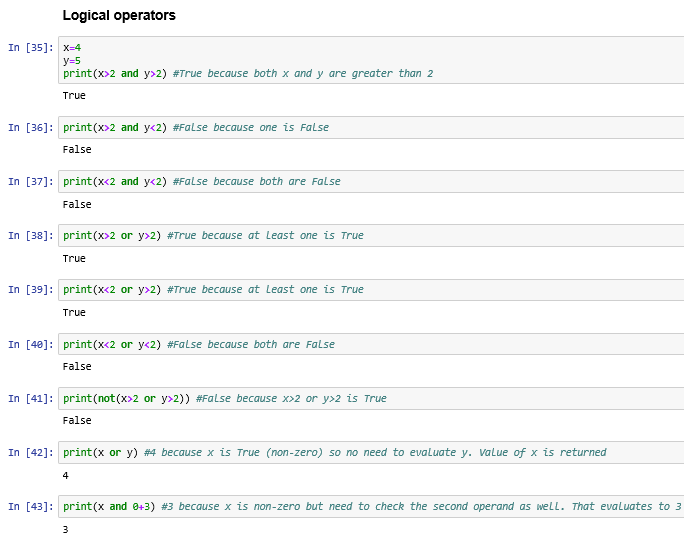 Logical operators
In [35]: x=4
y=5
print(x>2 and y>2) #True because both x and y are greater than 2
True
In [36]: print(x>2 and y<2) #False because one is False
False
In [37]: print(x<2 and y<2) #False because both are False
False
In [38]: print(x>2 or y>2) #True because at least one is True
True
In [39]: print(x<2 or y>2) #True because at least one is True
True
In [40]: print(x<2 or y<2) #False because both are False
False
In [41]: print(not(x>2 or y>2)) #False because x>2 or y>2 is True
False
In [42]: print(x or y) #4 because x is True (non-zero) so no need to evaluate y. Value of x is returned
4
In [43]: print(x and 0+3) #3 because x is non-zero but need to check the second operand as well. That evaluates to 3
3